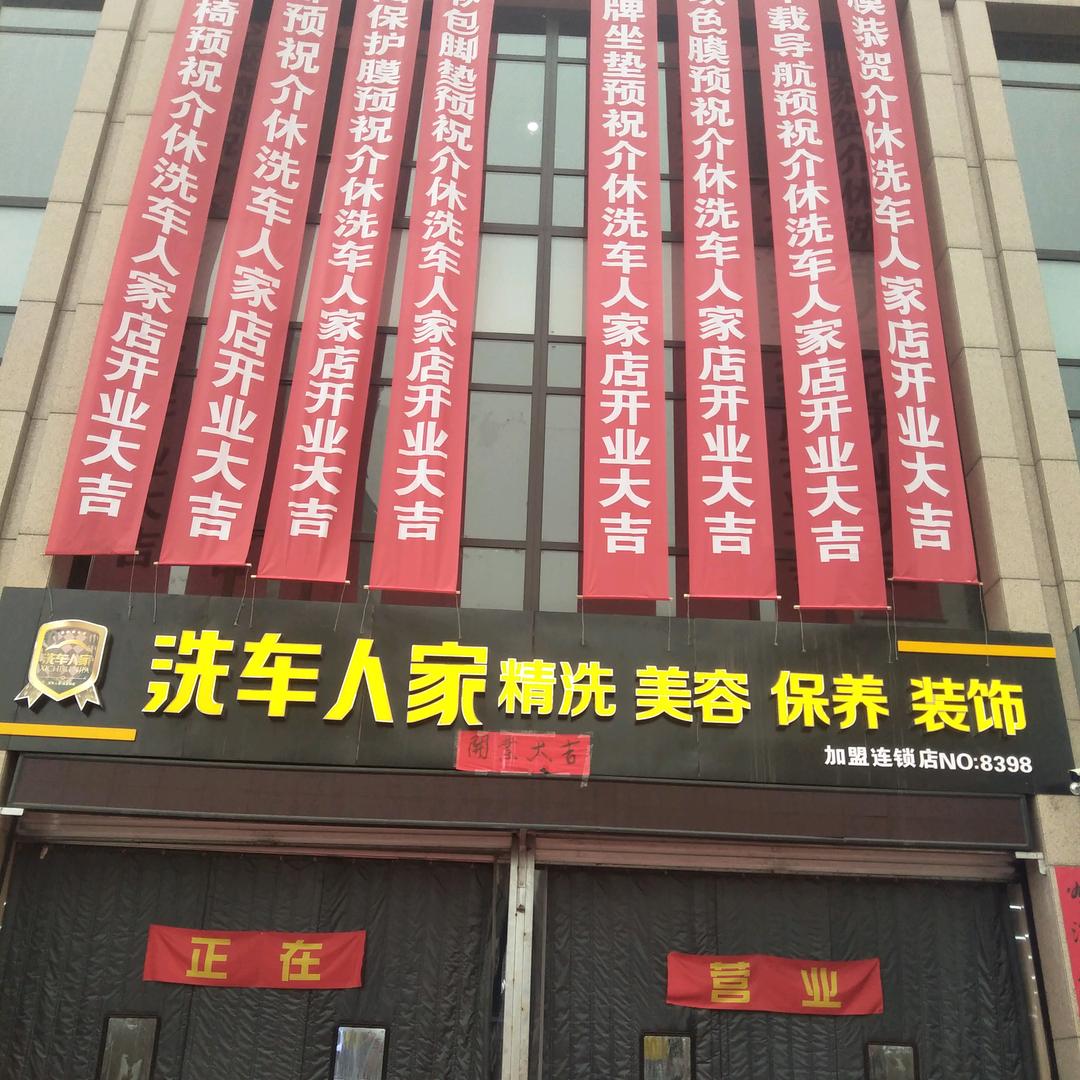 椅预祝介休洗车人家店开业大吉
预祝介休洗车人家店开业大吉
保护膜预祝介休洗车人家店开业大吉
包脚垫预祝介休洗车人家店开业大吉
牌坐垫预祝介休洗车人家店开业大吉
色膜预祝介休洗车人家店开业大吉
载导航预祝介休洗车人家店开业大吉
膜恭贺介休洗车人家店开业大吉
洗车人家
洗车人家 精洗 美容 保养 装饰
加盟连锁店NO:8398
開業大吉
正在
营业